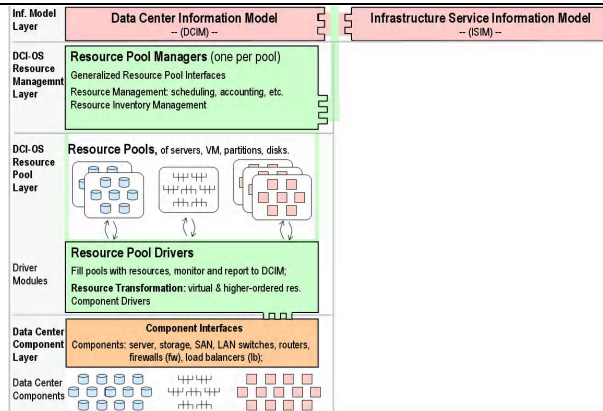 Inf. Model
Layer
Data Center Information Model
-- (DCIM) --
Infrastructure Service Information Model
-- (ISIM) --
DCI-OS
Resource
Managemnt
Layer
Resource Pool Managers (one per pool)
Generalized Resource Pool Interfaces
Resource Management: scheduling, accounting, etc.
Resource Inventory Management
DCI-OS
Resource
Pool
Layer
Resource Pools, of servers, VM, partitions, disks.
Driver
Modules
Resource Pool Drivers
Fill pools with resources, monitor and report to DCIM;
Resource Transformation: virtual & higher-ordered res.
Component Drivers
Data Center
Component
Layer
Component Interfaces
Components: server, storage, SAN, LAN switches, routers,
firewalls (fw), load balancers (lb);
Data Center
Components